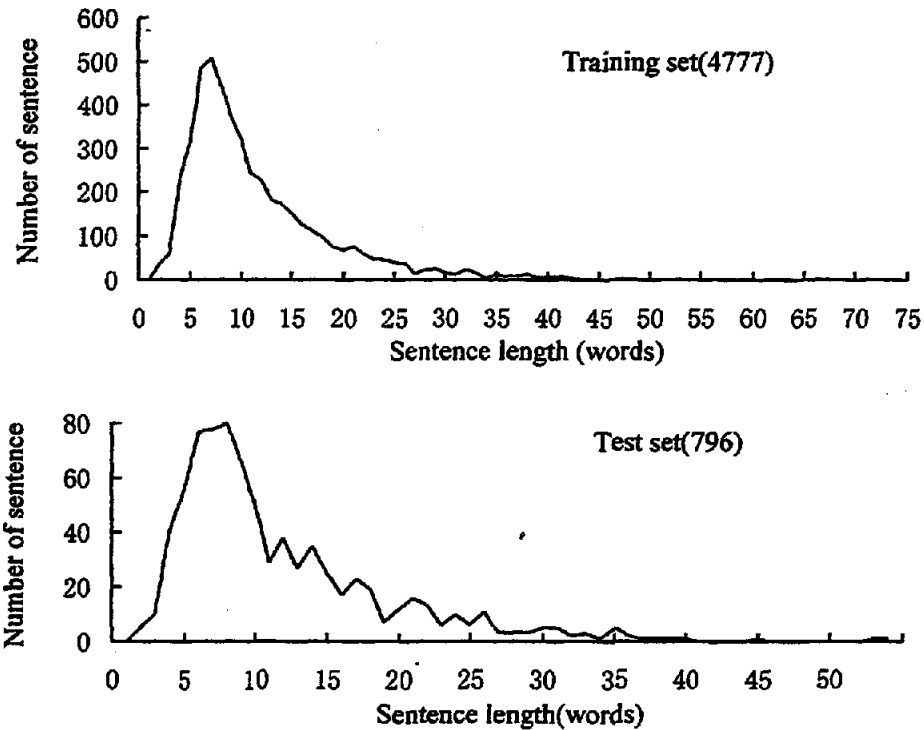 600
500
400
300
200
100
0
Number of sentence
Training set(4777)
0 5 10 15 20 25 30 35 40 45 50 55 60 65 70 75
Sentence length (words)
80
60
40
20
0
Number of sentence
Test set(796)
0 5 10 15 20 25 30 35 40 45 50
Sentence length(words)